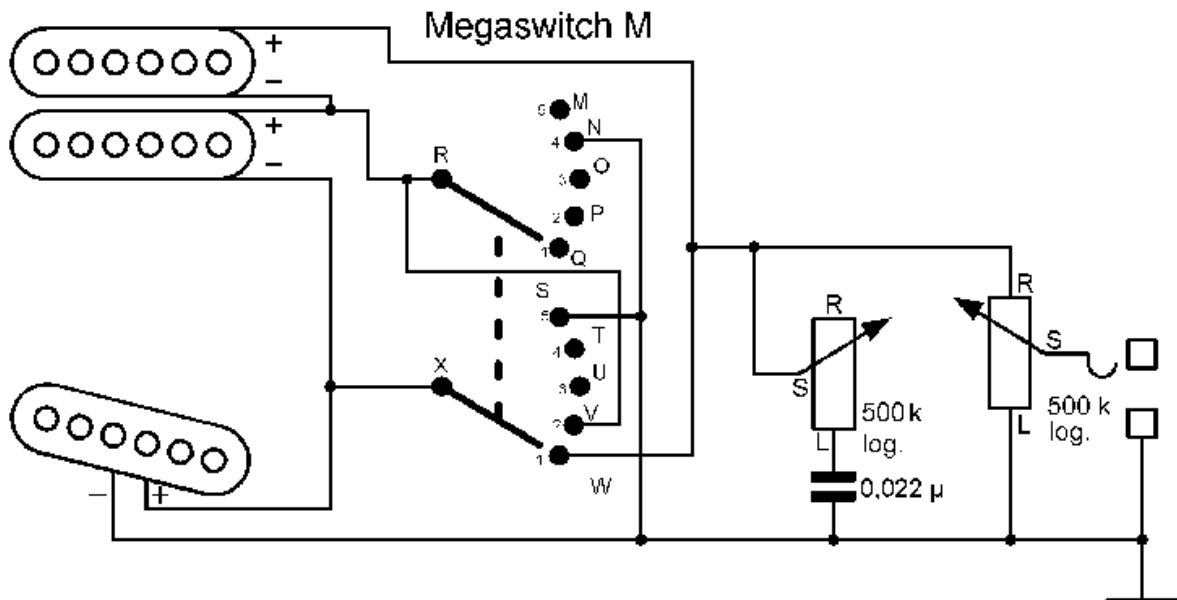 Megaswitch M
+
−
+
−
5 M
4 N
3 O
2 P
1 Q
R
S
5
T
4
U
3
V
2
X
1
W
− +
R
S
L
500 k
log.
0,022 µ
R
S
L
500 k
log.